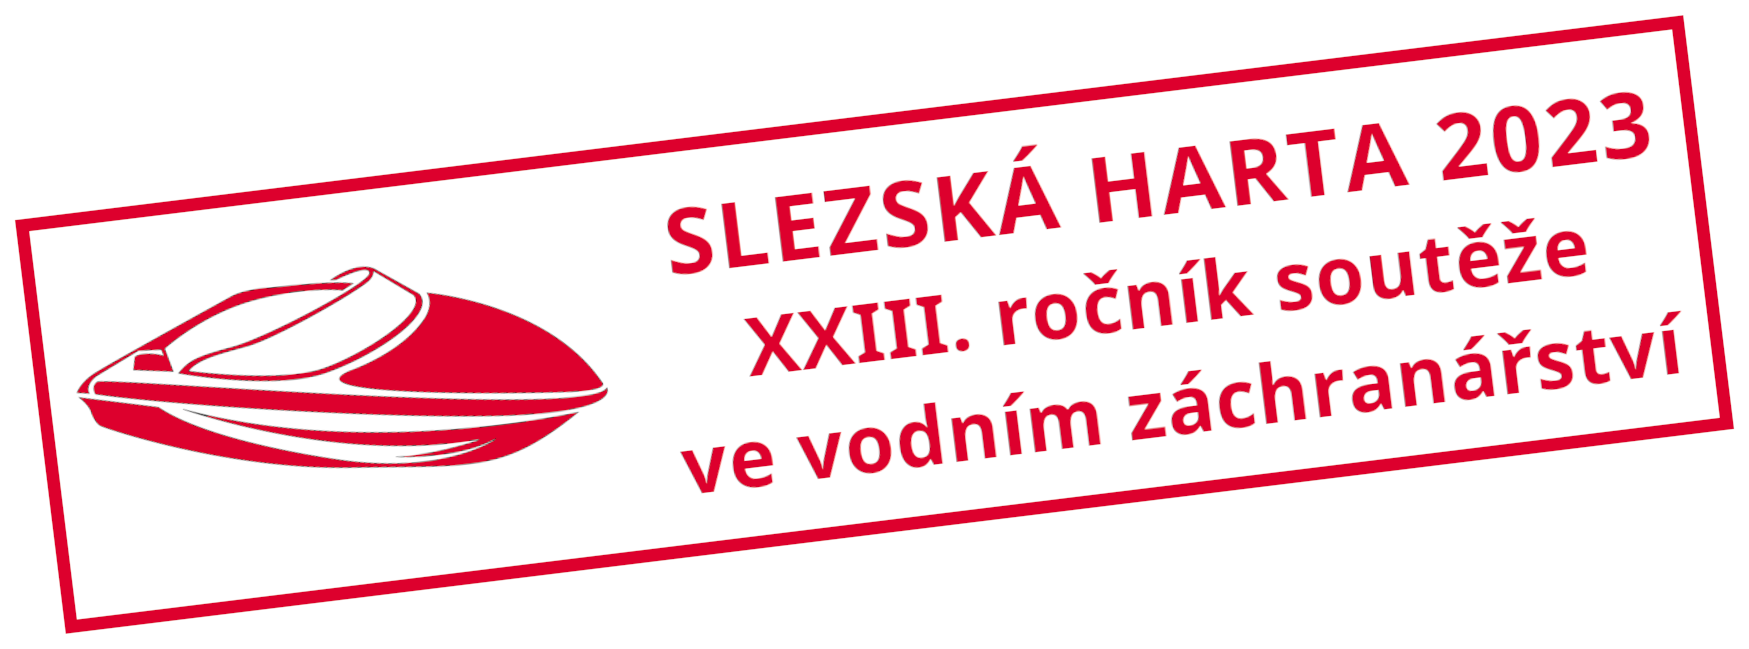 SLEZSKÁ HARTA 2023
XXIII. ročník soutěže
ve vodním záchranářství